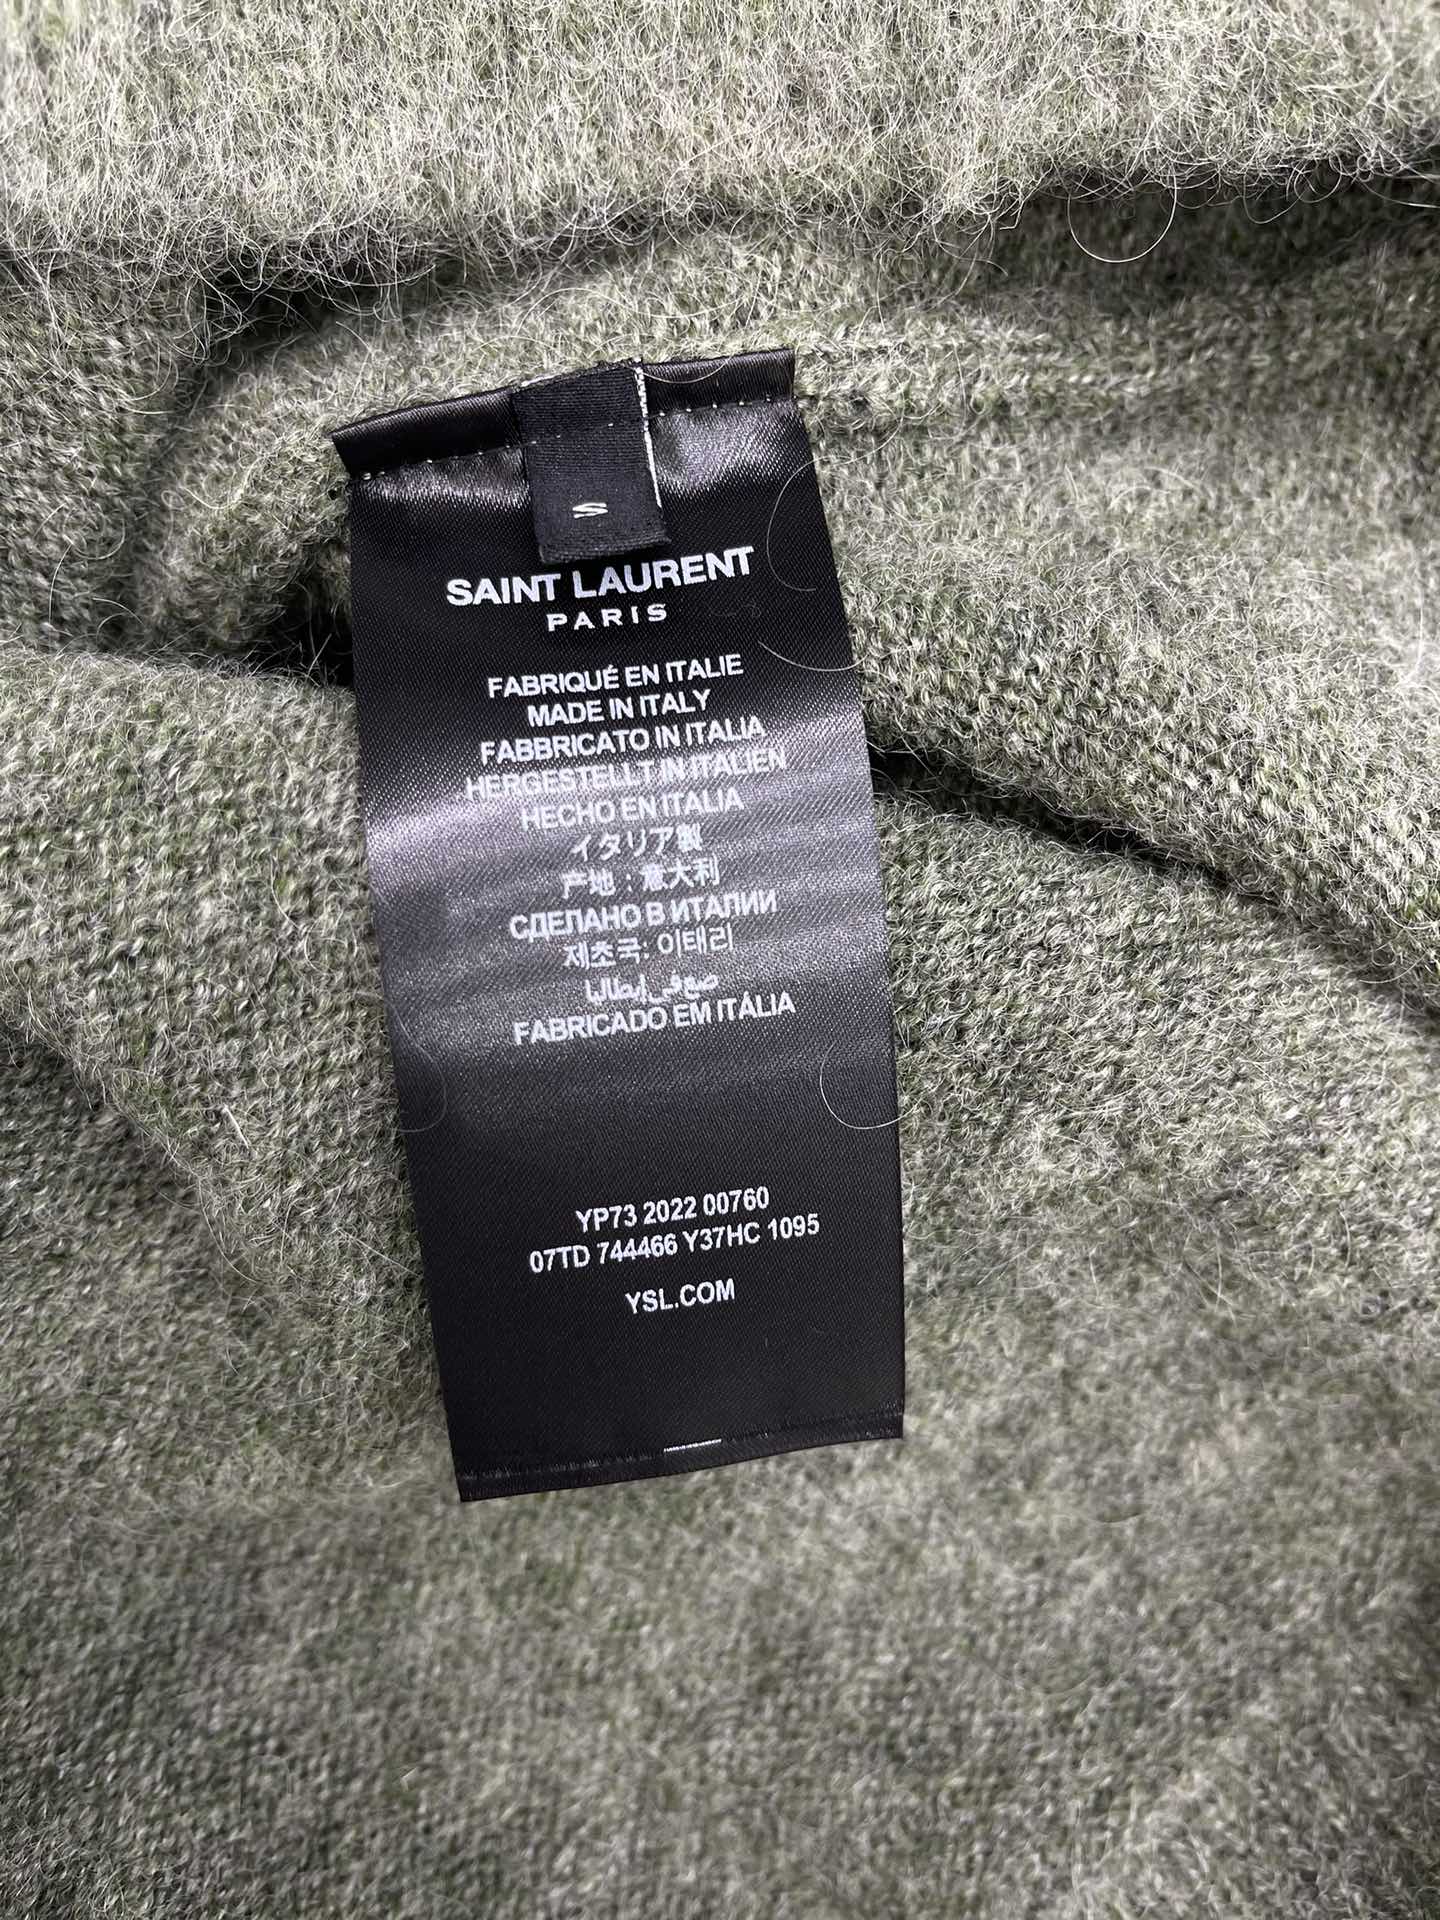 S
SAINT LAURENT
PARIS
FABRIQUÉ EN ITALIE
MADE IN ITALY
FABBRICATO IN ITALIA
HERGESTELLT IN ITALIEN
HECHO EN ITALIA
イタリア製
产地：意大利
СДЕЛАНО В ИТАЛИИ
제조국: 이태리
صنع في إيطاليا
FABRICADO EM ITÁLIA
YP73 2022 00760
07TD 744466 Y37HC 1095
YSL.COM